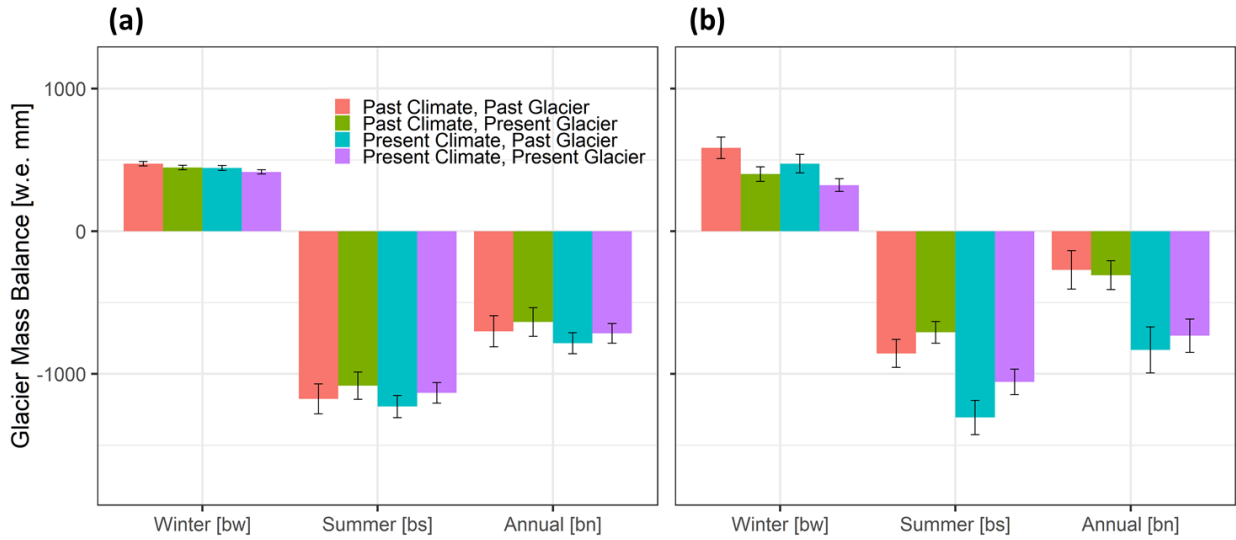 (a)
(b)
Glacier Mass Balance [w.e. mm]
1000
0
-1000
Past Climate, Past Glacier
Past Climate, Present Glacier
Present Climate, Past Glacier
Present Climate, Present Glacier
Winter [bw]
Summer [bs]
Annual [bn]
Winter [bw]
Summer [bs]
Annual [bn]